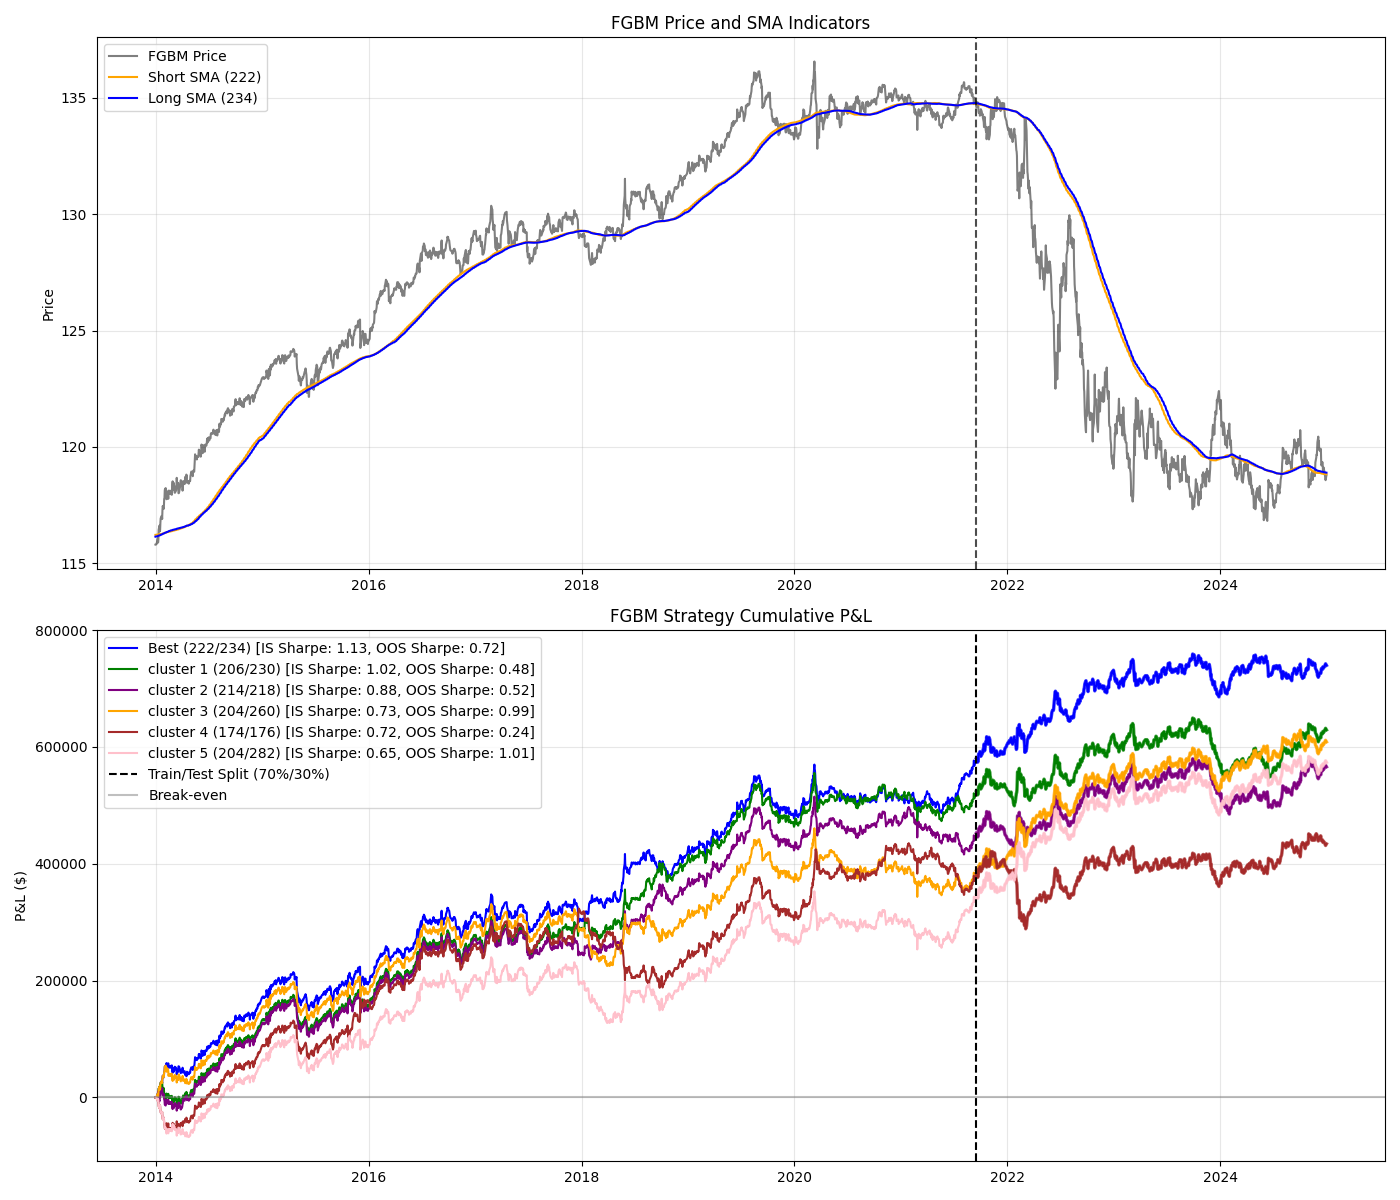 FGBM Price and SMA Indicators
FGBM Price
Short SMA (222)
Long SMA (234)
Price
135
130
125
120
115
2014
2016
2018
2020
2022
2024
FGBM Strategy Cumulative P&L
Best (222/234) [IS Sharpe: 1.13, OOS Sharpe: 0.72]
cluster 1 (206/230) [IS Sharpe: 1.02, OOS Sharpe: 0.48]
cluster 2 (214/218) [IS Sharpe: 0.88, OOS Sharpe: 0.52]
cluster 3 (204/260) [IS Sharpe: 0.73, OOS Sharpe: 0.99]
cluster 4 (174/176) [IS Sharpe: 0.72, OOS Sharpe: 0.24]
cluster 5 (204/282) [IS Sharpe: 0.65, OOS Sharpe: 1.01]
Train/Test Split (70%/30%)
Break-even
P&L ($)
800000
600000
400000
200000
0
2014
2016
2018
2020
2022
2024